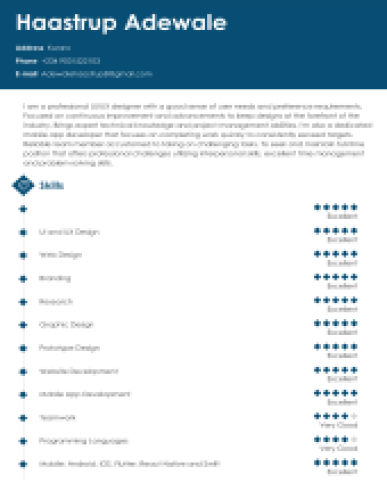 Haastrup Adewale
Address Kwara
Phone
E-mail Adewalehaastrup@gmail.com
I am a professional UI/UX designer with a good sense of user needs and preference requirements.
Focused on continuous improvement and advancements to keep designs at the forefront of the
industry. Brings expert technical knowledge and project management abilities. I'm also a dedicated
mobile app developer that focuses on completing work quickly to consistently exceed targets.
Reliable team member accustomed to taking on challenging tasks. To seek and maintain full-time
position that offers professional challenges utilizing interpersonal skills, excellent time management
and problem-solving skills.
Skills
Excellent
UI and UX Design
Excellent
Web Design
Excellent
Branding
Excellent
Research
Excellent
Graphic Design
Excellent
Prototype Design
Excellent
Website Development
Excellent
Mobile App Development
Excellent
Teamwork
Very Good
Programming Languages
Very Good
Mobile: Android, iOS, Flutter, React Native and Swift
Excellent